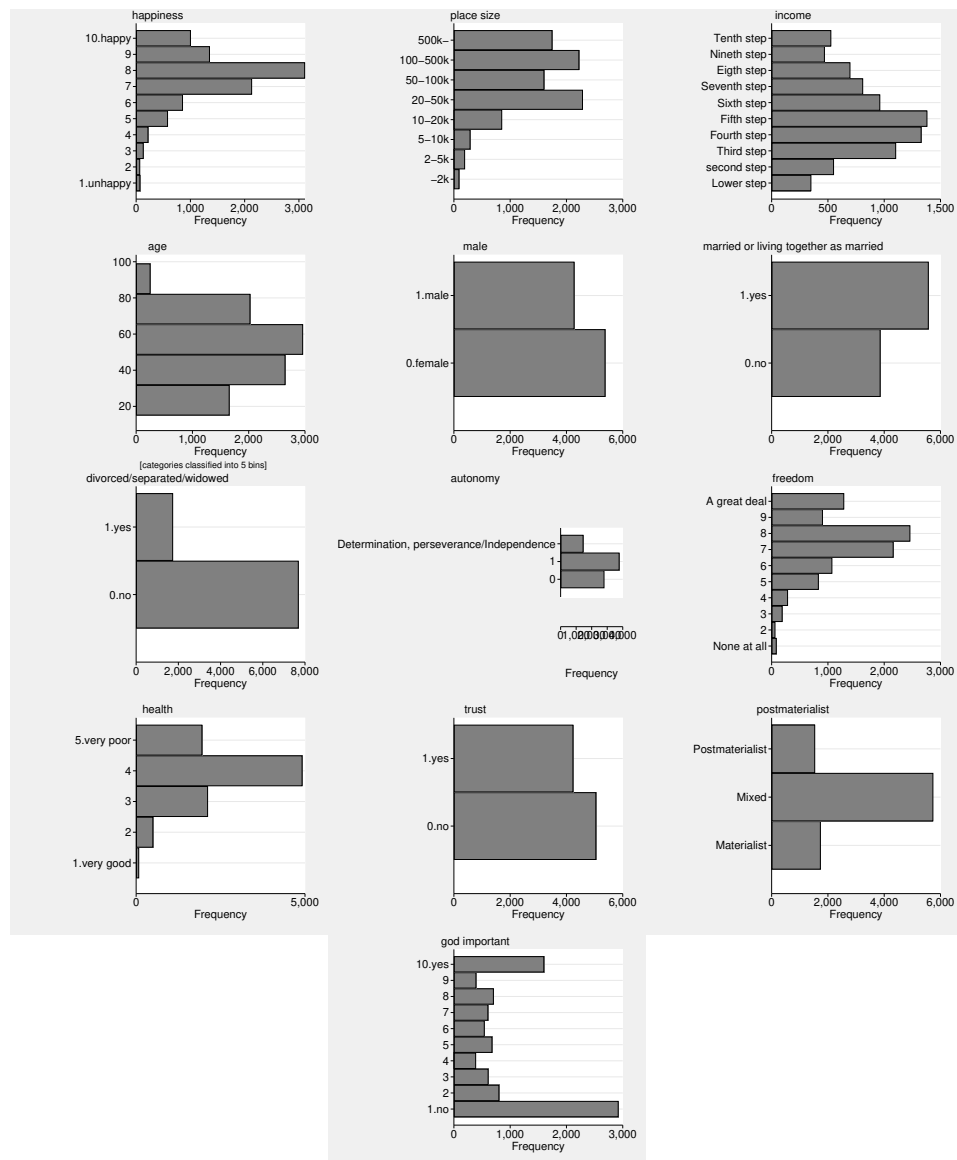 happiness
10.happy
9
8
7
6
5
4
3
2
1.unhappy
0 1,000 2,000 3,000
Frequency
place size
500k−
100−500k
50−100k
20−50k
10−20k
5−10k
2−5k
−2k
0 1,000 2,000 3,000
Frequency
income
Tenth step
Nineth step
Eigth step
Seventh step
Sixth step
Fifth step
Fourth step
Third step
second step
Lower step
0 500 1,000 1,500
Frequency
age
100
80
60
40
20
0 1,000 2,000 3,000
Frequency
[categories classified into 5 bins]
male
1.male
0.female
0 2,000 4,000 6,000
Frequency
married or living together as married
1.yes
0.no
0 2,000 4,000 6,000
Frequency
divorced/separated/widowed
1.yes
0.no
0 2,000 4,000 6,000 8,000
Frequency
autonomy
Determination, perseverance/Independence
1
0
0 1,000 2,000 3,000 4,000
Frequency
freedom
A great deal
9
8
7
6
5
4
3
2
None at all
0 1,000 2,000 3,000
Frequency
health
5.very poor
4
3
2
1.very good
0 5,000
Frequency
trust
1.yes
0.no
0 2,000 4,000 6,000
Frequency
postmaterialist
Postmaterialist
Mixed
Materialist
0 2,000 4,000 6,000
Frequency
god important
10.yes
9
8
7
6
5
4
3
2
1.no
0 1,000 2,000 3,000
Frequency